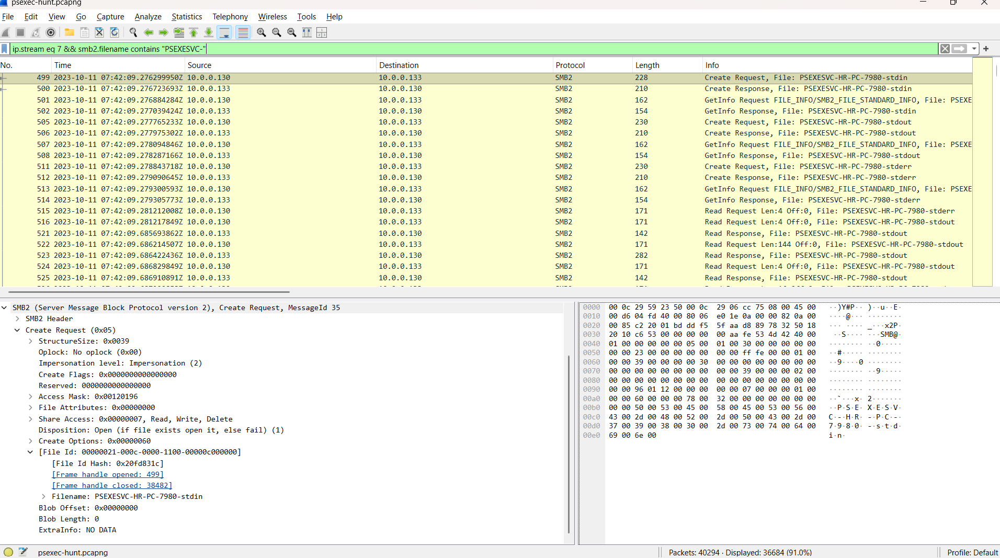 psexec-hunt.pcapng
File Edit View Go Capture Analyze Statistics Telephony Wireless Tools Help
ip.stream eq 7 && smb2.filename contains "PSEXESVC-"
No. Time Source Destination Protocol Length Info
499 2023-10-11 07:42:09.276299950Z 10.0.0.130 10.0.0.133 SMB2 228 Create Request, File: PSEXESVC-HR-PC-7980-stdin
500 2023-10-11 07:42:09.276723693Z 10.0.0.133 10.0.0.130 SMB2 210 Create Response, File: PSEXESVC-HR-PC-7980-stdin
501 2023-10-11 07:42:09.276884284Z 10.0.0.130 10.0.0.133 SMB2 162 GetInfo Request FILE_INFO/SMB2_FILE_STANDARD_INFO, File: PSEXE
502 2023-10-11 07:42:09.277039424Z 10.0.0.133 10.0.0.130 SMB2 154 GetInfo Response, File: PSEXESVC-HR-PC-7980-stdin
505 2023-10-11 07:42:09.277765233Z 10.0.0.130 10.0.0.133 SMB2 230 Create Request, File: PSEXESVC-HR-PC-7980-stdout
506 2023-10-11 07:42:09.277975302Z 10.0.0.133 10.0.0.130 SMB2 210 Create Response, File: PSEXESVC-HR-PC-7980-stdout
507 2023-10-11 07:42:09.278094846Z 10.0.0.130 10.0.0.133 SMB2 162 GetInfo Request FILE_INFO/SMB2_FILE_STANDARD_INFO, File: PSEXE
508 2023-10-11 07:42:09.278287166Z 10.0.0.133 10.0.0.130 SMB2 154 GetInfo Response, File: PSEXESVC-HR-PC-7980-stdout
511 2023-10-11 07:42:09.278843718Z 10.0.0.130 10.0.0.133 SMB2 230 Create Request, File: PSEXESVC-HR-PC-7980-stderr
512 2023-10-11 07:42:09.279090645Z 10.0.0.133 10.0.0.130 SMB2 210 Create Response, File: PSEXESVC-HR-PC-7980-stderr
513 2023-10-11 07:42:09.279300593Z 10.0.0.130 10.0.0.133 SMB2 162 GetInfo Request FILE_INFO/SMB2_FILE_STANDARD_INFO, File: PSEXE
514 2023-10-11 07:42:09.279305773Z 10.0.0.133 10.0.0.130 SMB2 154 GetInfo Response, File: PSEXESVC-HR-PC-7980-stderr
515 2023-10-11 07:42:09.281212008Z 10.0.0.130 10.0.0.133 SMB2 171 Read Request Len:4 Off:0, File: PSEXESVC-HR-PC-7980-stderr
516 2023-10-11 07:42:09.281217849Z 10.0.0.130 10.0.0.133 SMB2 171 Read Request Len:4 Off:0, File: PSEXESVC-HR-PC-7980-stdout
521 2023-10-11 07:42:09.685693862Z 10.0.0.133 10.0.0.130 SMB2 142 Read Response, File: PSEXESVC-HR-PC-7980-stdout
522 2023-10-11 07:42:09.686214507Z 10.0.0.130 10.0.0.133 SMB2 171 Read Request Len:144 Off:0, File: PSEXESVC-HR-PC-7980-stdout
523 2023-10-11 07:42:09.686422436Z 10.0.0.133 10.0.0.130 SMB2 282 Read Response, File: PSEXESVC-HR-PC-7980-stdout
524 2023-10-11 07:42:09.686829849Z 10.0.0.130 10.0.0.133 SMB2 171 Read Request Len:4 Off:0, File: PSEXESVC-HR-PC-7980-stdout
525 2023-10-11 07:42:09.686910891Z 10.0.0.133 10.0.0.130 SMB2 142 Read Response, File: PSEXESVC-HR-PC-7980-stdout
SMB2 (Server Message Block Protocol version 2), Create Request, MessageId 35
SMB2 Header
Create Request (0x05)
StructureSize: 0x0039
Oplock: No oplock (0x00)
Impersonation level: Impersonation (2)
Create Flags: 0x0000000000000000
Reserved: 0000000000000000
Access Mask: 0x00120196
File Attributes: 0x00000000
Share Access: 0x00000007, Read, Write, Delete
Disposition: Open (if file exists open it, else fail) (1)
Create Options: 0x00000060
[File Id: 00000021-000c-0000-1100-00000c000000]
[File Id Hash: 0x20fd831c]
[Frame handle opened: 499]
[Frame handle closed: 38482]
Filename: PSEXESVC-HR-PC-7980-stdin
Blob Offset: 0x00000000
Blob Length: 0
ExtraInfo: NO DATA
0000 00 0c 29 59 23 50 00 0c 29 06 cc 75 08 00 45 00 ··)Y#P·· )··u··E·
0010 00 d6 04 fd 40 00 80 06 e0 1e 0a 00 00 82 0a 00 ····@··· ········
0020 00 85 c2 20 01 bd dd f5 5f aa d8 89 78 32 50 18 ··· ···· _···x2P·
0030 20 10 c6 53 00 00 00 00 00 aa fe 53 4d 42 40 00 ··S···· ···SMB@·
0040 01 00 00 00 00 00 05 00 01 00 30 00 00 00 00 00 ········ ··0·····
0050 00 00 23 00 00 00 00 00 00 00 ff fe 00 00 01 00 ··#····· ········
0060 00 00 39 00 00 00 00 30 00 00 00 00 00 00 00 00 ··9····0 ········
0070 00 00 00 00 00 00 00 00 00 00 39 00 00 00 02 00 ········ ··9·····
0080 00 00 00 00 00 00 00 00 00 00 00 00 00 00 00 00 ········ ········
0090 00 00 96 01 12 00 00 00 00 00 07 00 00 00 01 00 ········ ········
00a0 00 00 60 00 00 00 78 00 32 00 00 00 00 00 00 00 ··`···x· 2·······
00b0 00 00 50 00 53 00 45 00 58 00 45 00 53 00 56 00 ··P·S·E· X·E·S·V·
00c0 43 00 2d 00 48 00 52 00 2d 00 50 00 43 00 2d 00 C·-·H·R· -·P·C·-·
00d0 37 00 39 00 38 00 30 00 2d 00 73 00 74 00 64 00 7·9·8·0· -·s·t·d·
00e0 69 00 6e 00 i·n·
psexec-hunt.pcapng Packets: 40294 · Displayed: 36684 (91.0%) Profile: Default